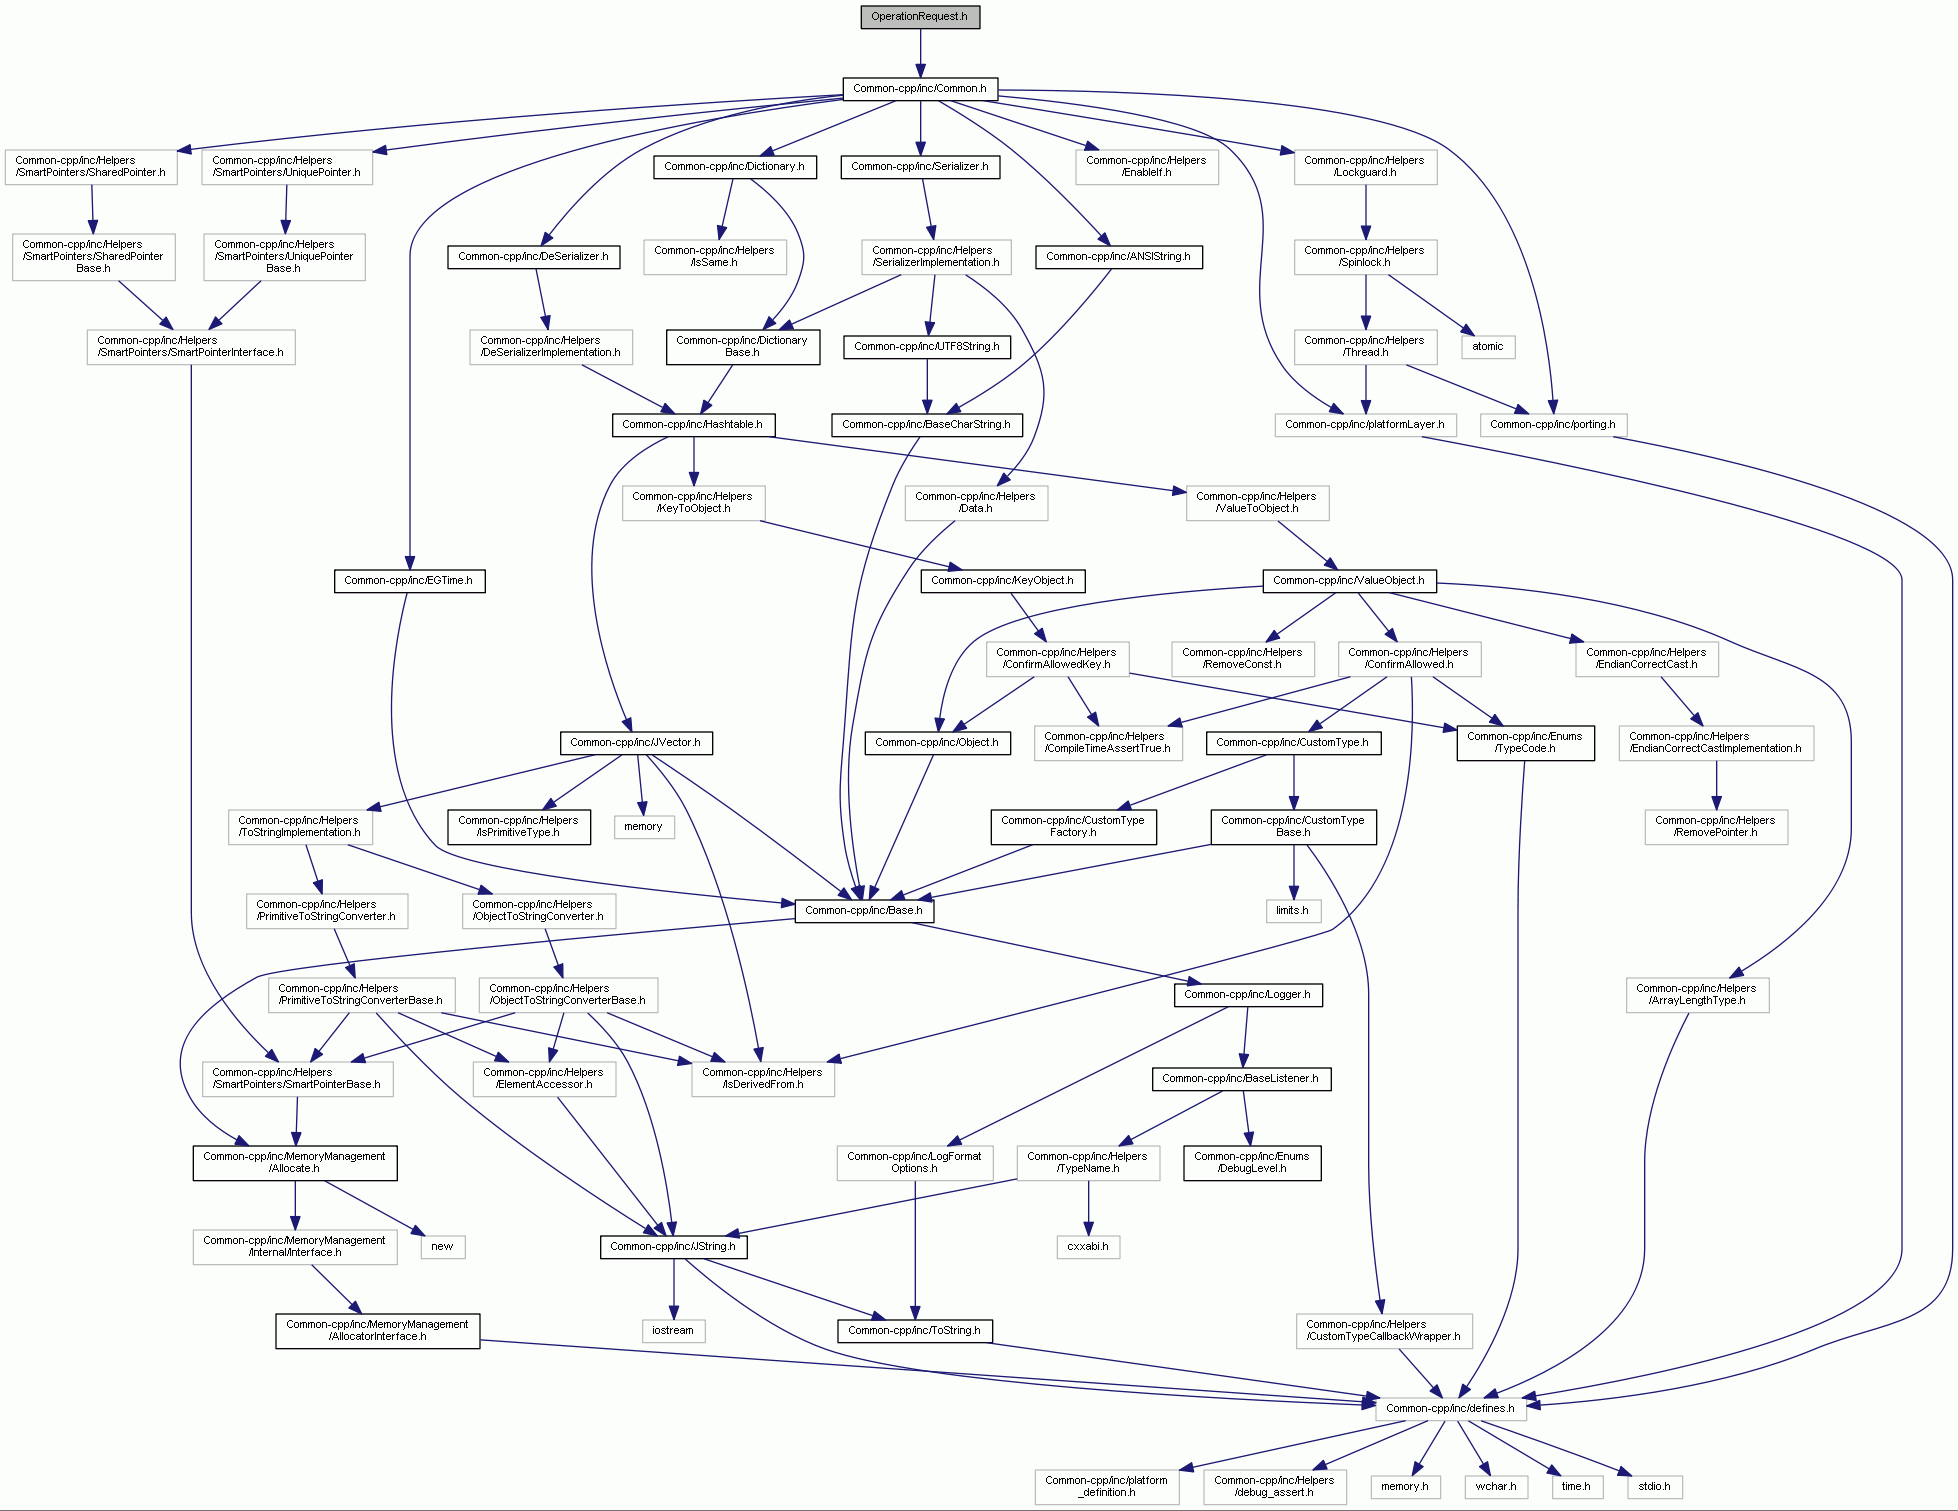 OperationRequest.h
Common-cpp/inc/Common.h
Common-cpp/inc/Helpers
/SmartPointers/SharedPointer.h
Common-cpp/inc/Helpers
/SmartPointers/UniquePointer.h
Common-cpp/inc/Dictionary.h
Common-cpp/inc/Serializer.h
Common-cpp/inc/Helpers
/EnableIf.h
Common-cpp/inc/Helpers
/Lockguard.h
Common-cpp/inc/Helpers
/SmartPointers/SharedPointer
Base.h
Common-cpp/inc/Helpers
/SmartPointers/UniquePointer
Base.h
Common-cpp/inc/DeSerializer.h
Common-cpp/inc/Helpers
/IsSame.h
Common-cpp/inc/Helpers
/SerializerImplementation.h
Common-cpp/inc/ANSIString.h
Common-cpp/inc/Helpers
/Spinlock.h
Common-cpp/inc/Helpers
/SmartPointers/SmartPointerInterface.h
Common-cpp/inc/Helpers
/DeSerializerImplementation.h
Common-cpp/inc/Dictionary
Base.h
Common-cpp/inc/UTF8String.h
Common-cpp/inc/Helpers
/Thread.h
atomic
Common-cpp/inc/Hashtable.h
Common-cpp/inc/BaseCharString.h
Common-cpp/inc/platformLayer.h
Common-cpp/inc/porting.h
Common-cpp/inc/Helpers
/KeyToObject.h
Common-cpp/inc/Helpers
/Data.h
Common-cpp/inc/Helpers
/ValueToObject.h
Common-cpp/inc/EGTime.h
Common-cpp/inc/KeyObject.h
Common-cpp/inc/ValueObject.h
Common-cpp/inc/Helpers
/ConfirmAllowedKey.h
Common-cpp/inc/Helpers
/RemoveConst.h
Common-cpp/inc/Helpers
/ConfirmAllowed.h
Common-cpp/inc/Helpers
/EndianCorrectCast.h
Common-cpp/inc/JVector.h
Common-cpp/inc/Object.h
Common-cpp/inc/Helpers
/CompileTimeAssertTrue.h
Common-cpp/inc/CustomType.h
Common-cpp/inc/Enums
/TypeCode.h
Common-cpp/inc/Helpers
/EndianCorrectCastImplementation.h
Common-cpp/inc/Helpers
/ToStringImplementation.h
Common-cpp/inc/Helpers
/IsPrimitiveType.h
memory
Common-cpp/inc/CustomType
Factory.h
Common-cpp/inc/CustomType
Base.h
Common-cpp/inc/Helpers
/RemovePointer.h
Common-cpp/inc/Helpers
/PrimitiveToStringConverter.h
Common-cpp/inc/Helpers
/ObjectToStringConverter.h
Common-cpp/inc/Base.h
limits.h
Common-cpp/inc/Helpers
/PrimitiveToStringConverterBase.h
Common-cpp/inc/Helpers
/ObjectToStringConverterBase.h
Common-cpp/inc/Logger.h
Common-cpp/inc/Helpers
/ArrayLengthType.h
Common-cpp/inc/Helpers
/SmartPointers/SmartPointerBase.h
Common-cpp/inc/Helpers
/ElementAccessor.h
Common-cpp/inc/Helpers
/IsDerivedFrom.h
Common-cpp/inc/BaseListener.h
Common-cpp/inc/MemoryManagement
/Allocate.h
Common-cpp/inc/LogFormat
Options.h
Common-cpp/inc/Helpers
/TypeName.h
Common-cpp/inc/Enums
/DebugLevel.h
Common-cpp/inc/MemoryManagement
/Internal/Interface.h
new
Common-cpp/inc/JString.h
cxxabi.h
Common-cpp/inc/MemoryManagement
/AllocatorInterface.h
iostream
Common-cpp/inc/ToString.h
Common-cpp/inc/Helpers
/CustomTypeCallbackWrapper.h
Common-cpp/inc/defines.h
Common-cpp/inc/platform
_definition.h
Common-cpp/inc/Helpers
/debug_assert.h
memory.h
wchar.h
time.h
stdio.h